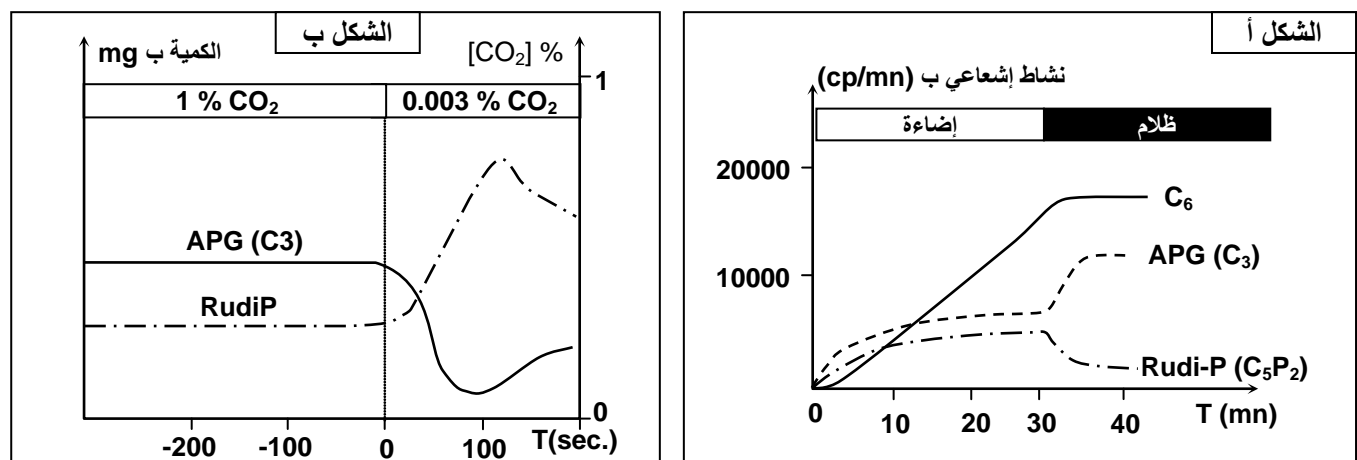 الشكل أ
نشاط إشعاعي ب (cp/mn)
إضاءة
ظلام
20000
10000
C₆
APG (C₃)
Rudi-P (C₅P₂)
0 10 20 30 40 T (mn)
الشكل ب
الكمية ب mg
[CO₂] %
1 % CO₂
0.003 % CO₂
1
APG (C3)
RudiP
0
-200 -100 0 100 T(sec.)